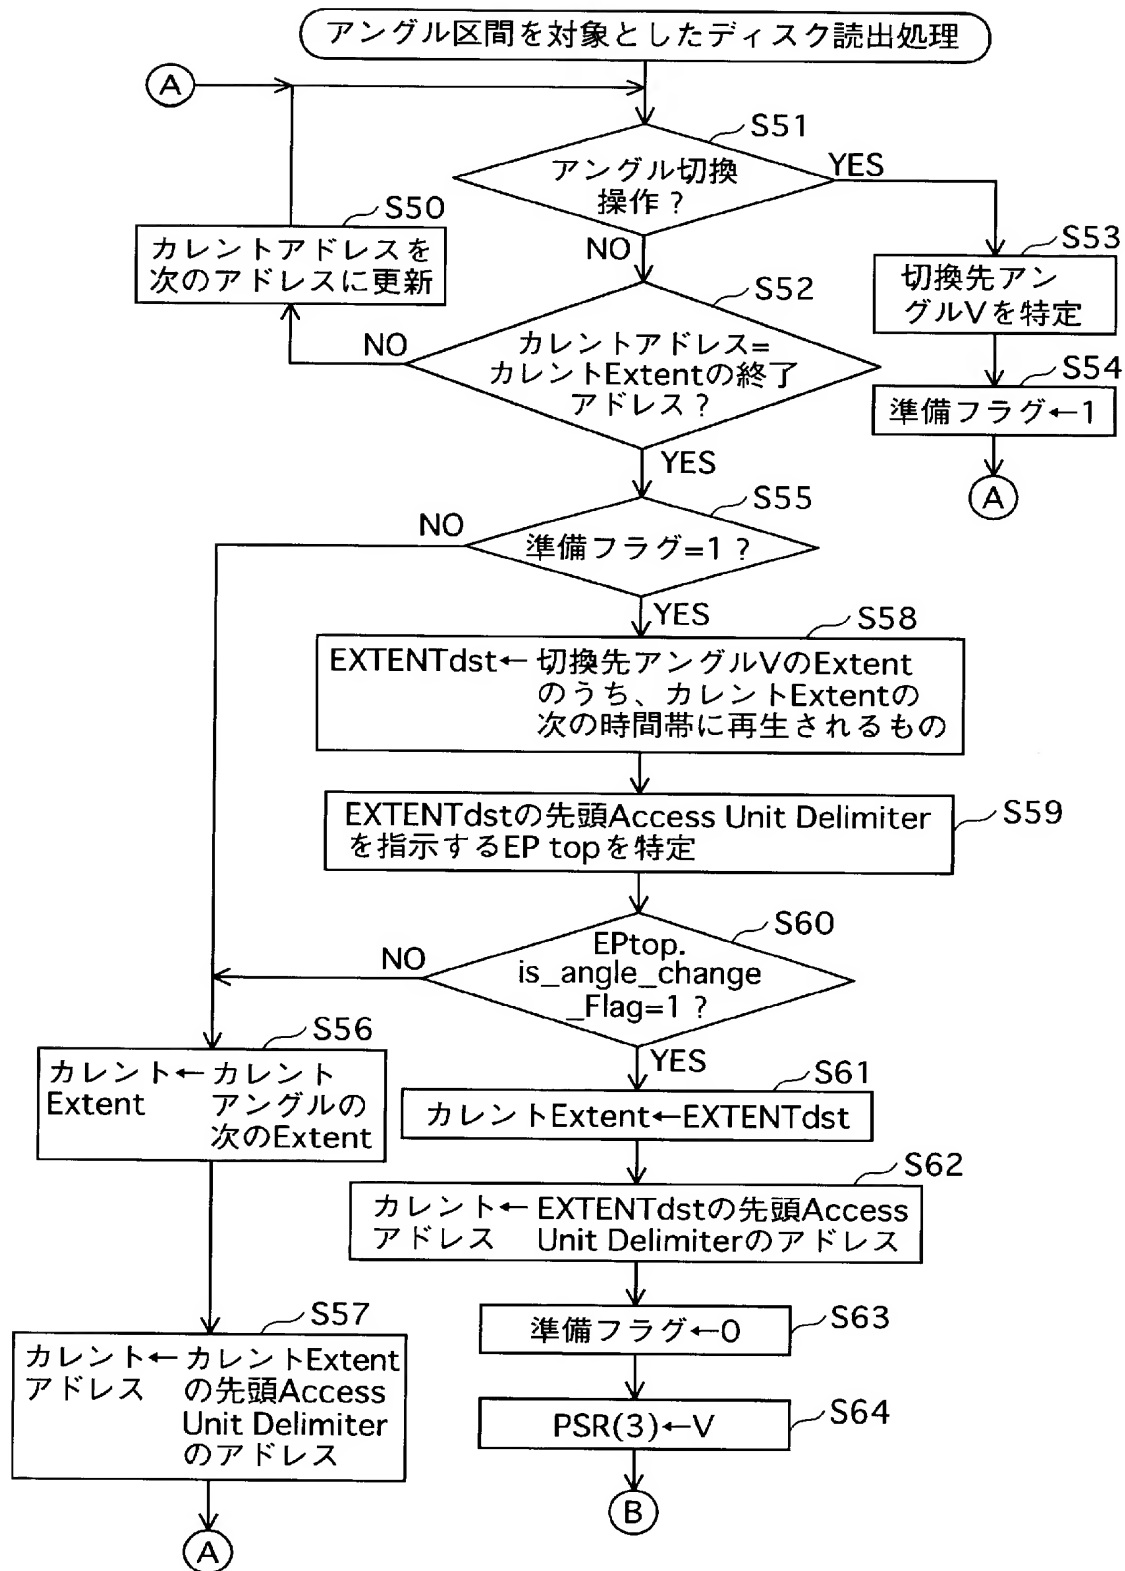 アングル区間を対象としたディスク読出処理
A
S51
アングル切換
操作?
YES
NO
S50
カレントアドレスを
次のアドレスに更新
S53
切換先アン
グルVを特定
S52
カレントアドレス=
カレントExtentの終了
アドレス?
NO
YES
S54
準備フラグ←1
A
S55
準備フラグ=1?
NO
YES
S58
EXTENTdst← 切換先アングルVのExtent
のうち、カレントExtentの
次の時間帯に再生されるもの
S59
EXTENTdstの先頭Access Unit Delimiter
を指示するEP topを特定
S60
EPtop.
is_angle_change
_Flag=1 ?
NO
YES
S56
カレント← カレント
Extent アングルの
次のExtent
S61
カレントExtent←EXTENTdst
S62
カレント← EXTENTdstの先頭Access
アドレス Unit Delimiterのアドレス
S57
カレント← カレントExtent
アドレス の先頭Access
Unit Delimiter
のアドレス
A
S63
準備フラグ←0
S64
PSR(3)←V
B